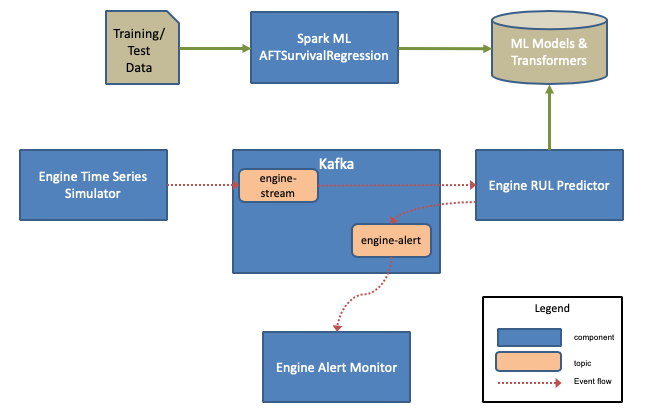 Training/
Test
Data
Spark ML
AFTSurvivalRegression
ML Models &
Transformers
Engine Time Series
Simulator
Kafka
engine-
stream
Engine RUL Predictor
engine-alert
Engine Alert Monitor
Legend
component
topic
Event flow